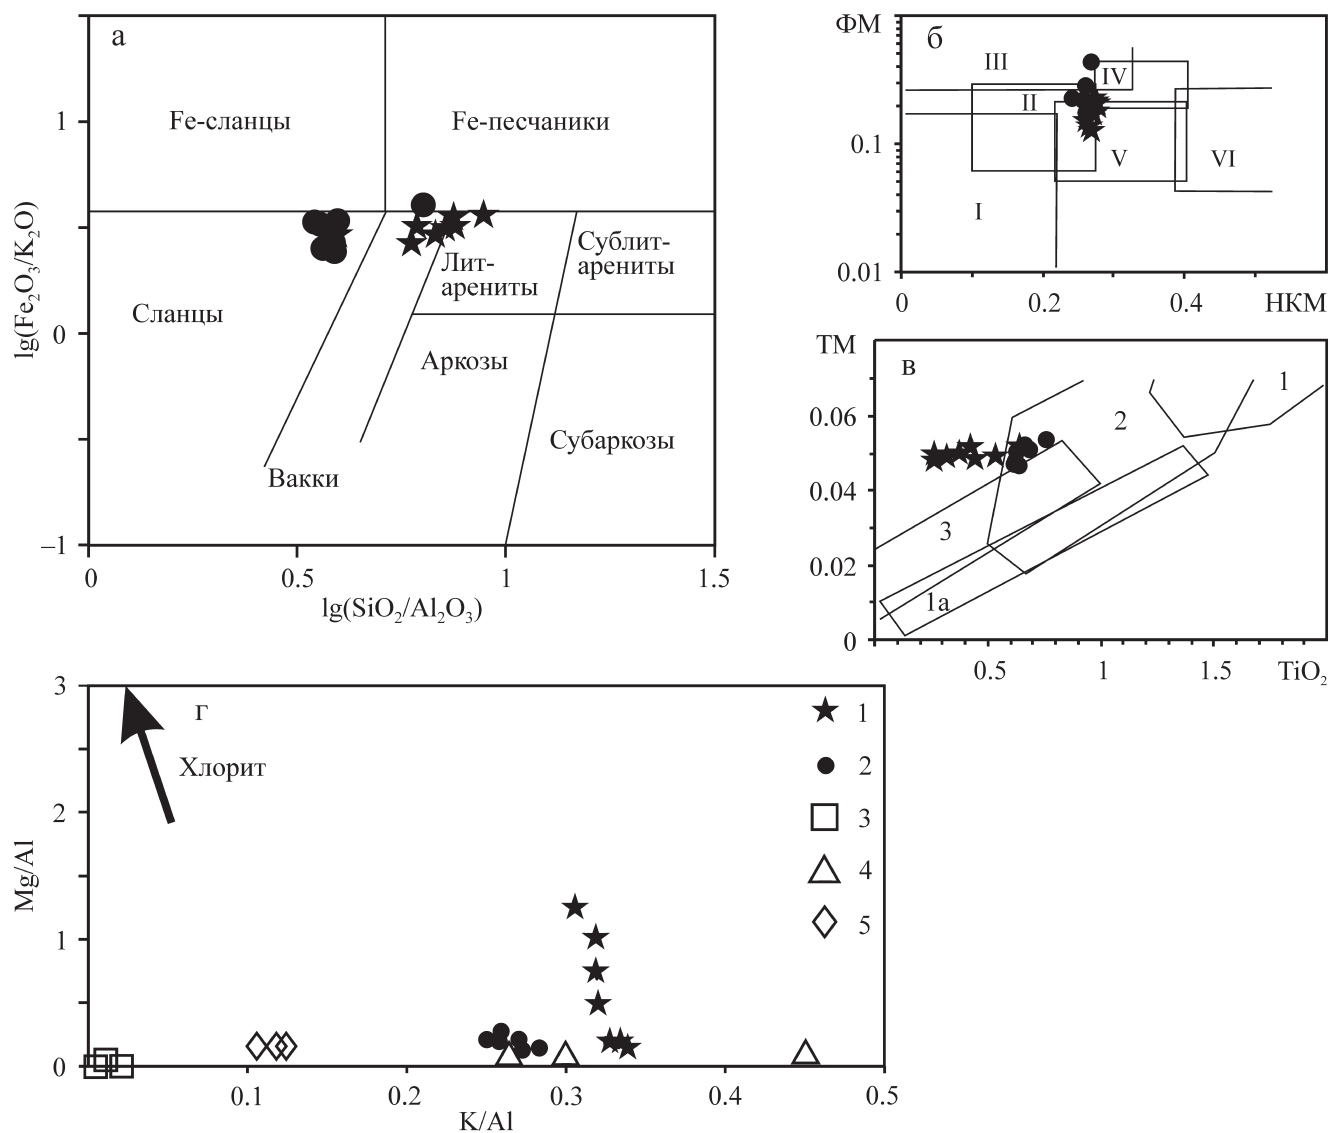 а
Fe-сланцы
Fe-песчаники
Сублит-
арениты
Лит-
арениты
Сланцы
Аркозы
Субаркозы
Вакки
1
0
–1
0
0.5
1
1.5
lg(Fe₂O₃/K₂O)
lg(SiO₂/Al₂O₃)
ФМ
б
III
IV
II
V
VI
I
0.1
0.01
0
0.2
0.4
НКМ
ТМ
в
1
2
3
1а
0.06
0.04
0.02
0
0.5
1
1.5
TiO₂
г
Хлорит
3
2
1
0
Mg/Al
1
2
3
4
5
0.1
0.2
0.3
0.4
0.5
K/Al